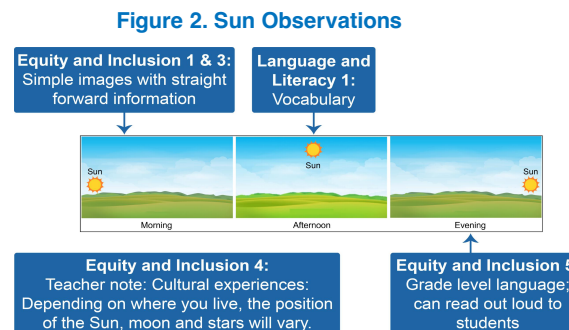 Figure 2. Sun Observations
Equity and Inclusion 1 & 3:
Simple images with straight
forward information
Language and
Literacy 1:
Vocabulary
Sun
Sun
Sun
Morning
Afternoon
Evening
Equity and Inclusion 4:
Teacher note: Cultural experiences:
Depending on where you live, the position
of the Sun, moon and stars will vary.
Equity and Inclusion 5
Grade level language;
can read out loud to
students